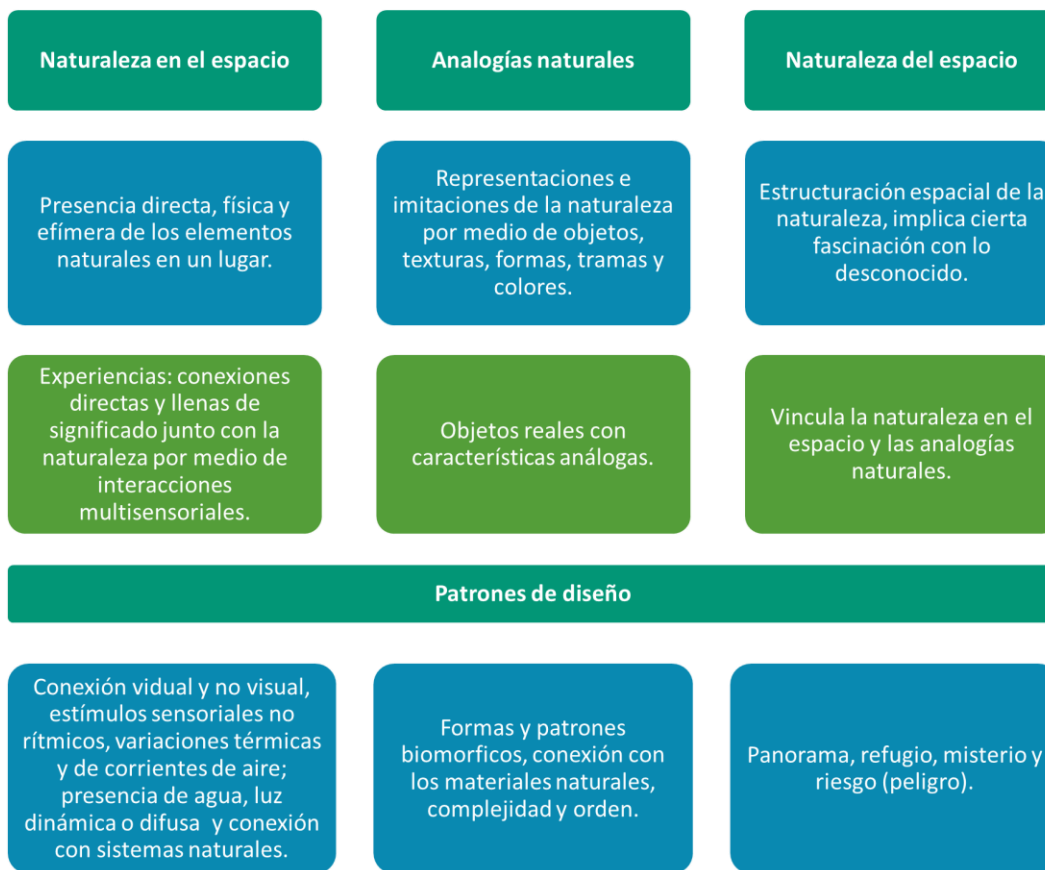 Naturaleza en el espacio
Analogías naturales
Naturaleza del espacio
Presencia directa, física y
efímera de los elementos
naturales en un lugar.
Representaciones e
imitaciones de la naturaleza
por medio de objetos,
texturas, formas, tramas y
colores.
Estructuración espacial de la
naturaleza, implica cierta
fascinación con lo
desconocido.
Experiencias: conexiones
directas y llenas de
significado junto con la
naturaleza por medio de
interacciones
multisensoriales.
Objetos reales con
características análogas.
Vincula la naturaleza en el
espacio y las analogías
naturales.
Patrones de diseño
Conexión vidual y no visual,
estímulos sensoriales no
rítmicos, variaciones térmicas
y de corrientes de aire;
presencia de agua, luz
dinámica o difusa y conexión
con sistemas naturales.
Formas y patrones
biomorficos, conexión con
los materiales naturales,
complejidad y orden.
Panorama, refugio, misterio y
riesgo (peligro).